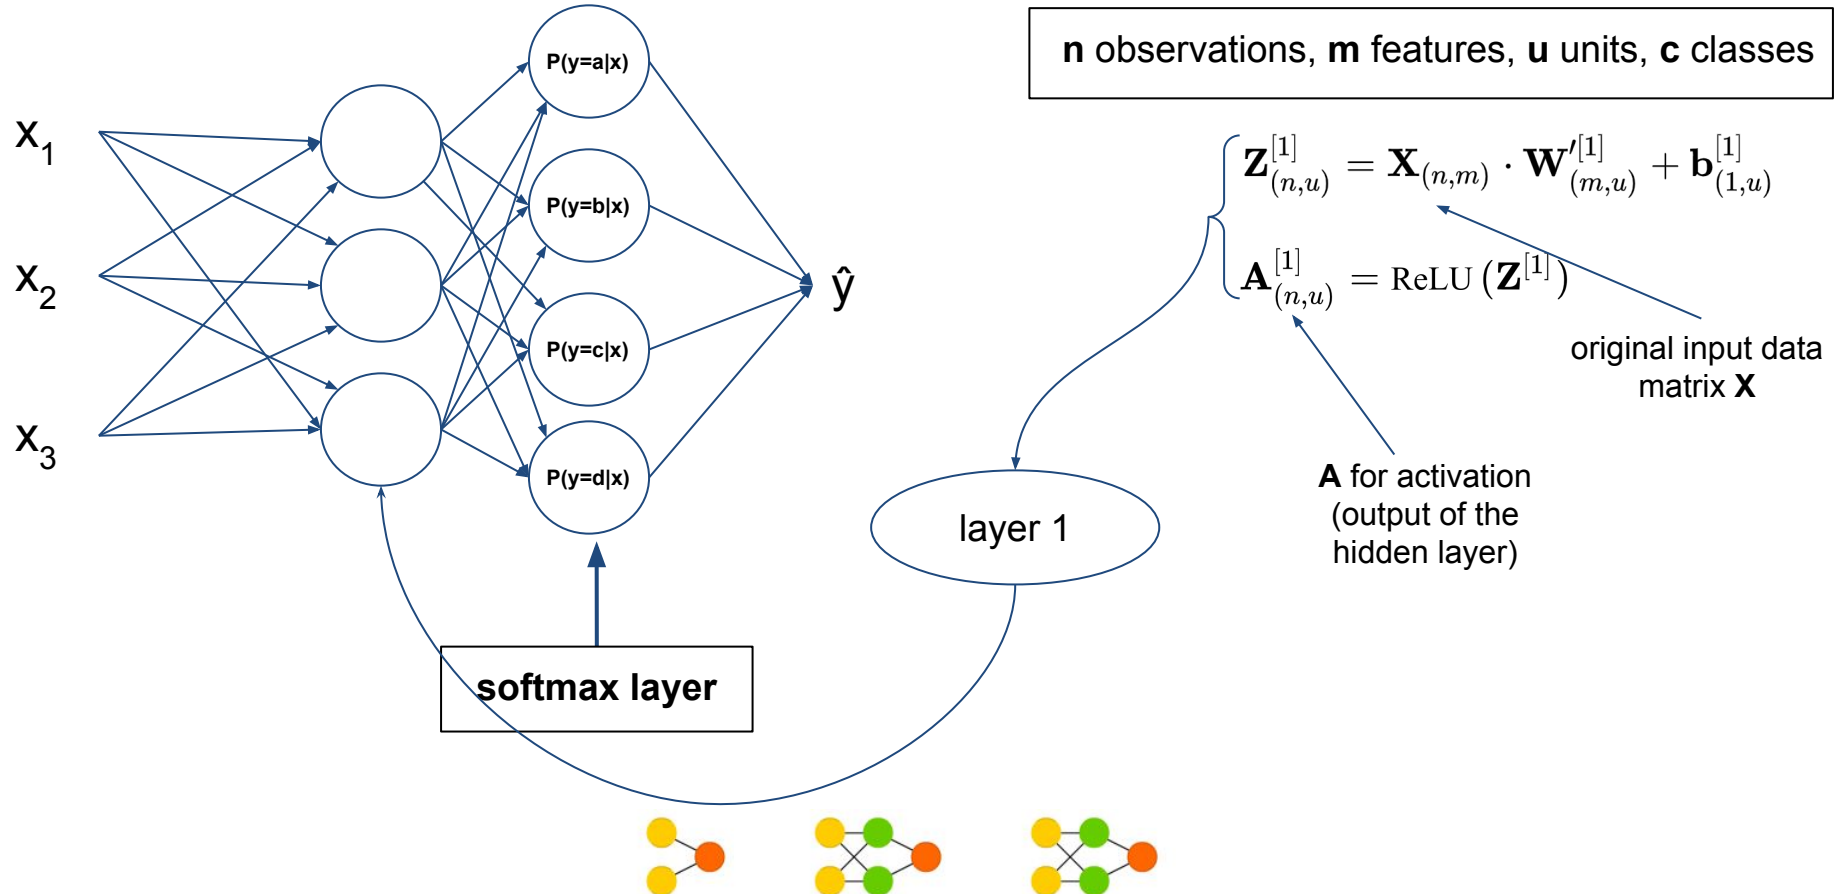 x₁
x₂
x₃
P(y=a|x)
P(y=b|x)
P(y=c|x)
P(y=d|x)
ŷ
softmax layer
layer 1
n observations, m features, u units, c classes
Z^{[1]}_{(n,u)} = X_{(n,m)} · W'^{[1]}_{(m,u)} + b^{[1]}_{(1,u)}
A^{[1]}_{(n,u)} = ReLU (Z^{[1]})
original input data
matrix X
A for activation
(output of the
hidden layer)